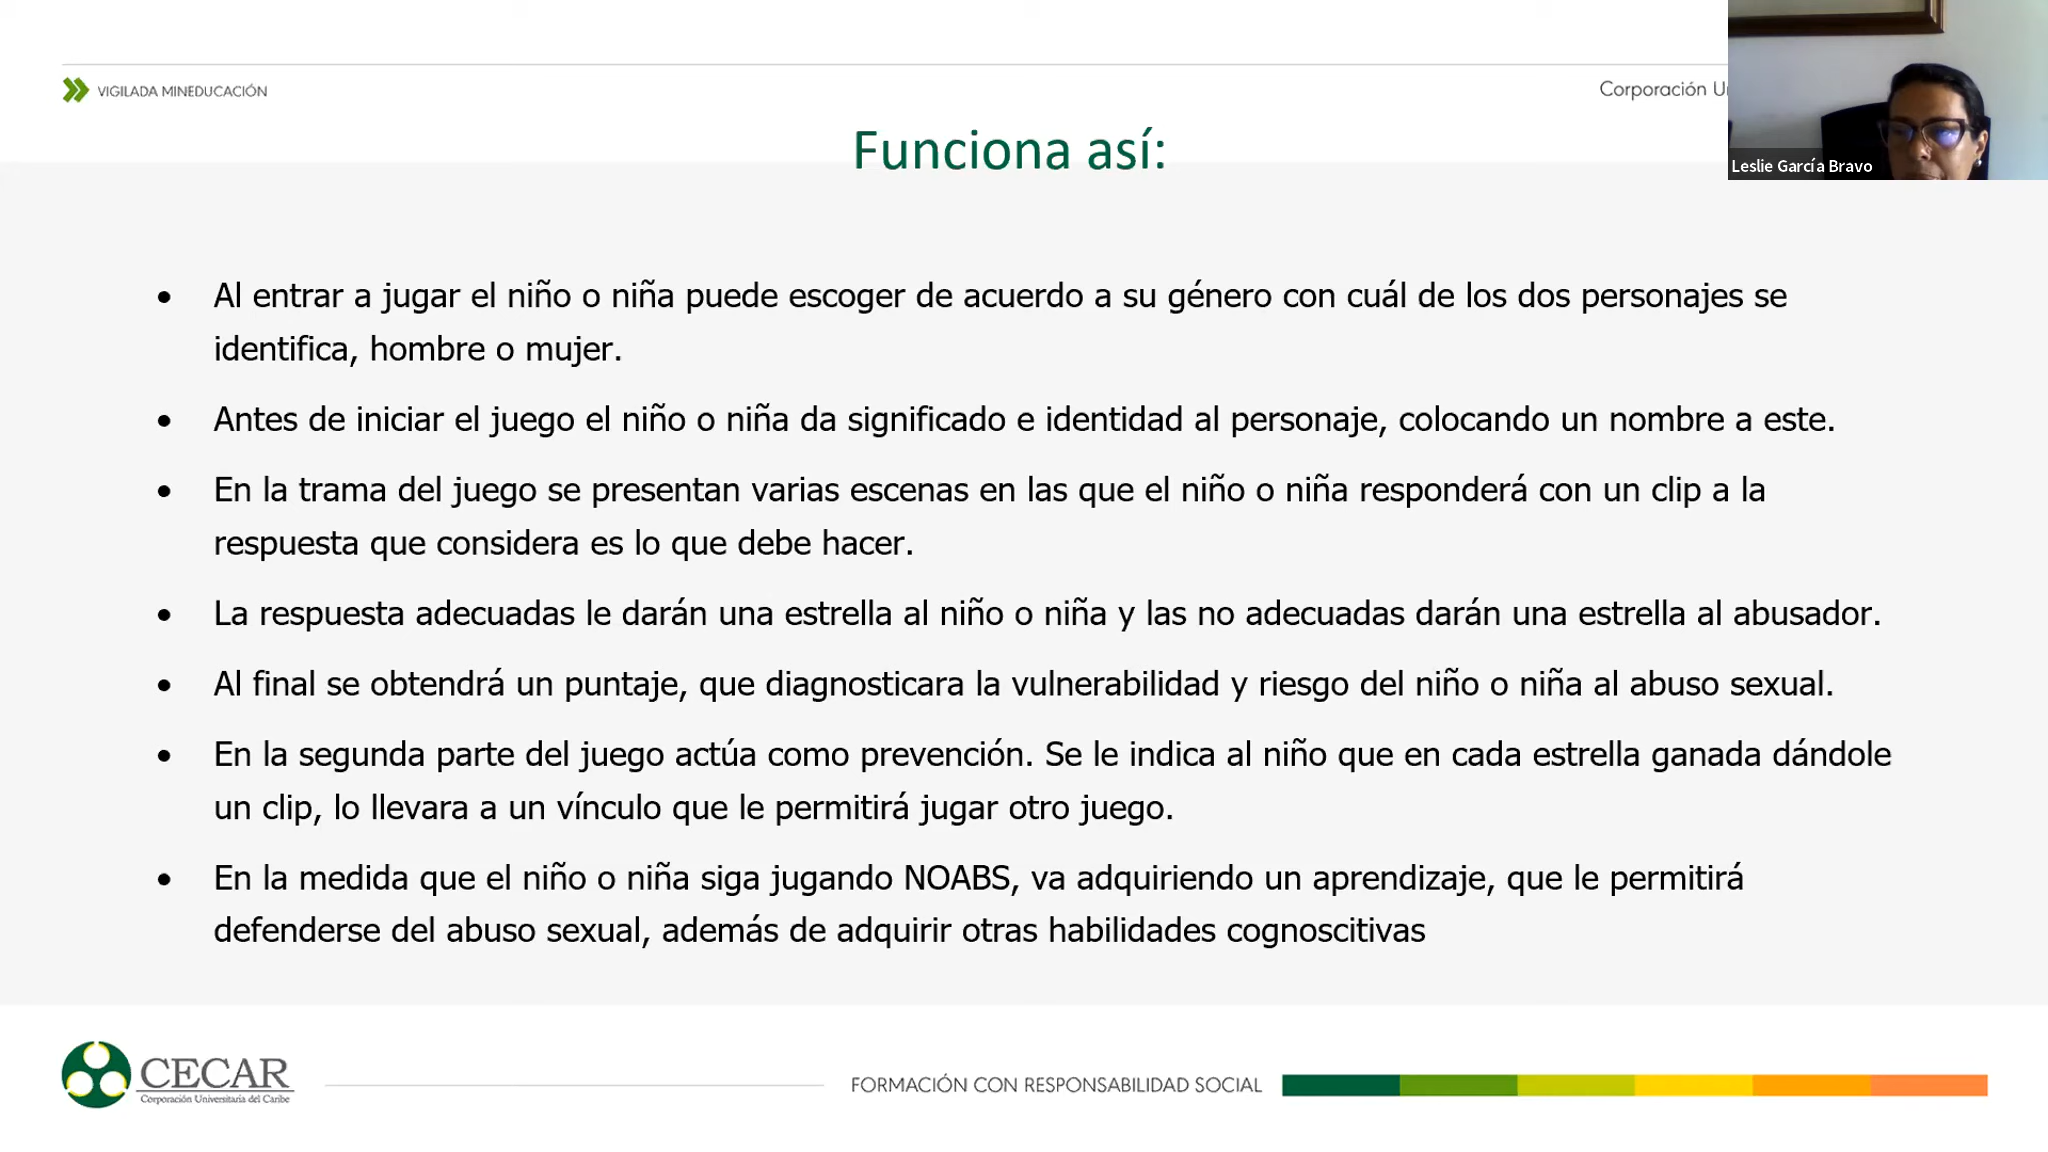 VIGILADA MINEDUCACIÓN
Corporación
Leslie García Bravo
Funciona así:
• Al entrar a jugar el niño o niña puede escoger de acuerdo a su género con cuál de los dos personajes se
identifica, hombre o mujer.
• Antes de iniciar el juego el niño o niña da significado e identidad al personaje, colocando un nombre a este.
• En la trama del juego se presentan varias escenas en las que el niño o niña responderá con un clip a la
respuesta que considera es lo que debe hacer.
• La respuesta adecuadas le darán una estrella al niño o niña y las no adecuadas darán una estrella al abusador.
• Al final se obtendrá un puntaje, que diagnosticara la vulnerabilidad y riesgo del niño o niña al abuso sexual.
• En la segunda parte del juego actúa como prevención. Se le indica al niño que en cada estrella ganada dándole
un clip, lo llevara a un vínculo que le permitirá jugar otro juego.
• En la medida que el niño o niña siga jugando NOABS, va adquiriendo un aprendizaje, que le permitirá
defenderse del abuso sexual, además de adquirir otras habilidades cognoscitivas
CECAR
Corporación Universitaria del Caribe
FORMACIÓN CON RESPONSABILIDAD SOCIAL